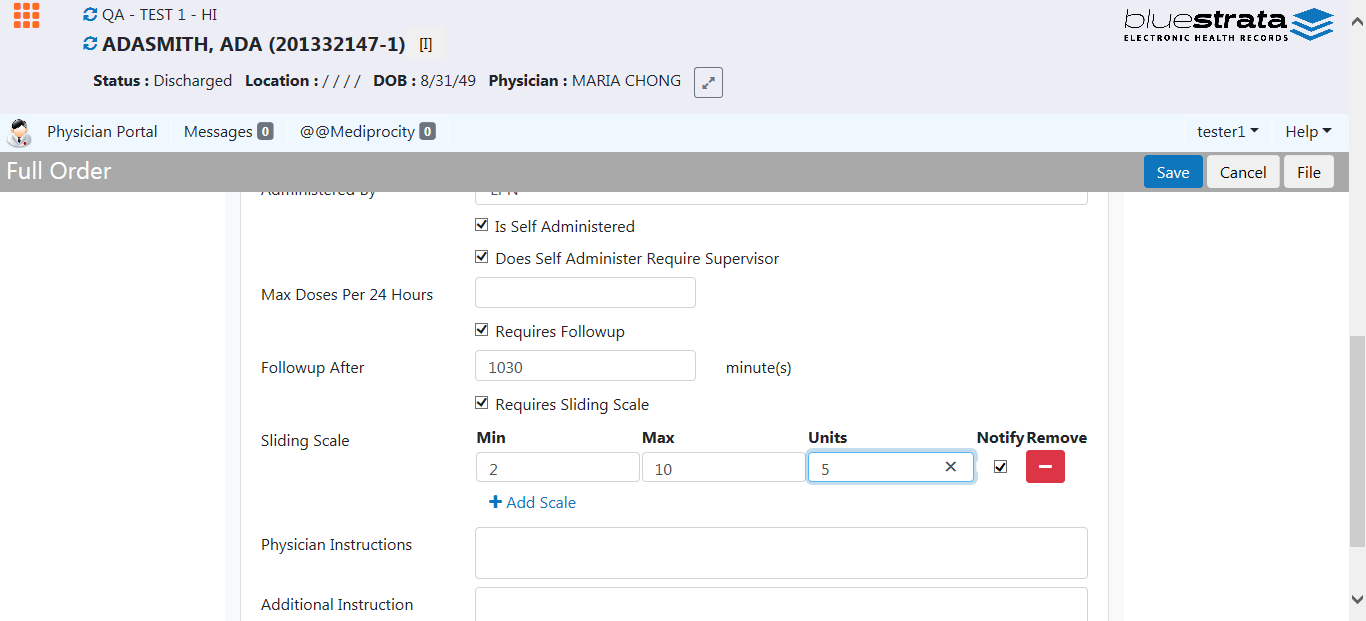 QA - TEST 1 - HI
ADASMITH, ADA (201332147-1) [I]
bluestrata
ELECTRONIC HEALTH RECORDS
Status : Discharged Location : / / / / DOB : 8/31/49 Physician : MARIA CHONG
Physician Portal Messages 0 @@Mediprocity 0 tester1 Help
Full Order Save Cancel File
Administered By LPN
Is Self Administered
Does Self Administer Require Supervisor
Max Doses Per 24 Hours
Requires Followup
Followup After 1030 minute(s)
Requires Sliding Scale
Sliding Scale Min Max Units Notify Remove
2 10 5
+ Add Scale
Physician Instructions
Additional Instruction